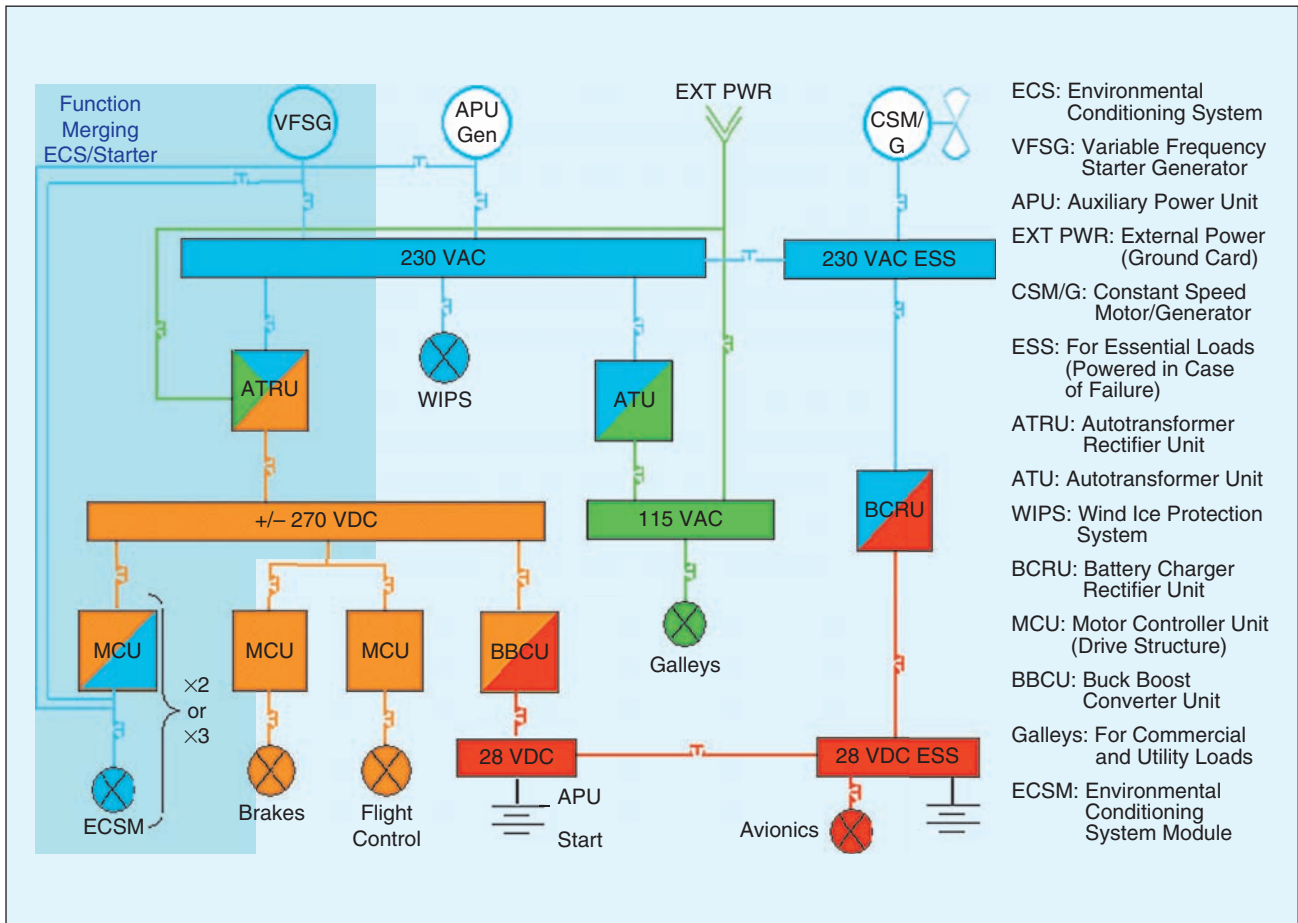 Function
Merging
ECS/Starter
VFSG
APU
Gen
EXT PWR
CSM/
G
230 VAC
230 VAC ESS
ATRU
WIPS
ATU
BCRU
+/– 270 VDC
115 VAC
MCU
×2
or
×3
MCU
MCU
BBCU
Galleys
28 VDC
28 VDC ESS
ECSM
Brakes
Flight
Control
APU
Start
Avionics
ECS: Environmental
Conditioning System
VFSG: Variable Frequency
Starter Generator
APU: Auxiliary Power Unit
EXT PWR: External Power
(Ground Card)
CSM/G: Constant Speed
Motor/Generator
ESS: For Essential Loads
(Powered in Case
of Failure)
ATRU: Autotransformer
Rectifier Unit
ATU: Autotransformer Unit
WIPS: Wind Ice Protection
System
BCRU: Battery Charger
Rectifier Unit
MCU: Motor Controller Unit
(Drive Structure)
BBCU: Buck Boost
Converter Unit
Galleys: For Commercial
and Utility Loads
ECSM: Environmental
Conditioning
System Module